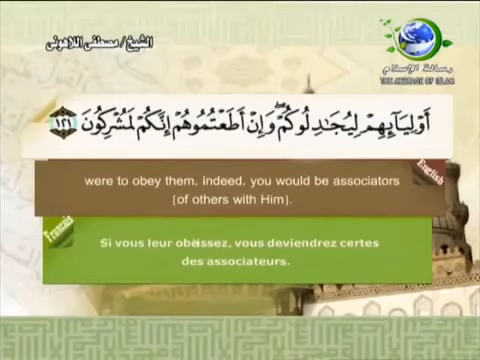 الشيخ / مصطفى اللاهونى
رسالة الإسلام
THE MESSAGE OF ISLAM
أَوْلِيَآئِهِمْ لِيُجَٰدِلُوكُمْ ۖ وَإِنْ أَطَعْتُمُوهُمْ إِنَّكُمْ لَمُشْرِكُونَ ١٢١
English
were to obey them, indeed, you would be associators
[of others with Him].
Français
Si vous leur obéissez, vous deviendrez certes
des associateurs.